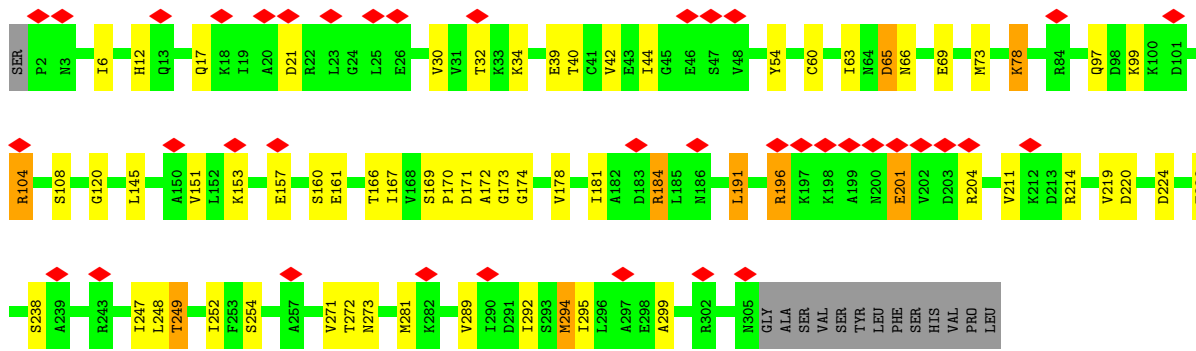 SER P2 N3 I6 H12 Q13 Q17 K18 I19 A20 D21 R22 L23 G24 L25 E26 V30 V31 T32 K33 K34 E39 T40 C41 V42 E43 I44 G45 E46 S47 V48 Y54 C60 I63 N64 D65 N66 E69 M73 K78 R84 Q97 D98 K99 K100 D101
R104 S108 G120 L145 A150 V151 L152 K153 E157 S160 E161 T166 I167 V168 S169 P170 D171 A172 G173 G174 V178 I181 A182 D183 R184 L185 N186 L191 R196 K197 K198 A199 N200 E201 V202 D203 R204 V211 K212 D213 R214 V219 D220 D224
S238 A239 R243 I247 L248 T249 I252 F253 S254 A257 V271 T272 N273 M281 K282 V289 I290 D291 I292 S293 M294 I295 L296 A297 E298 A299 R302 N305 GLY ALA SER VAL SER TYR LEU PHE SER HIS VAL PRO LEU